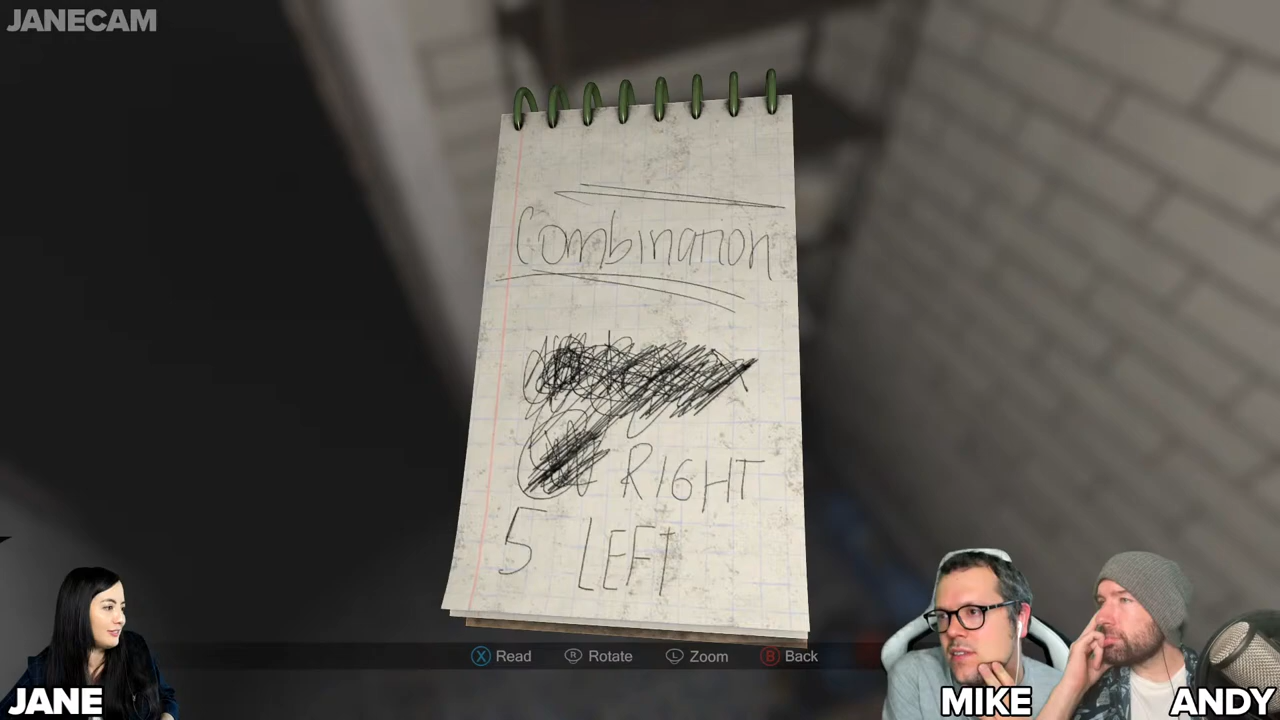 JANECAM
Combination
RIGHT
5 LEFT
X Read R Rotate L Zoom B Back
JANE
MIKE
ANDY